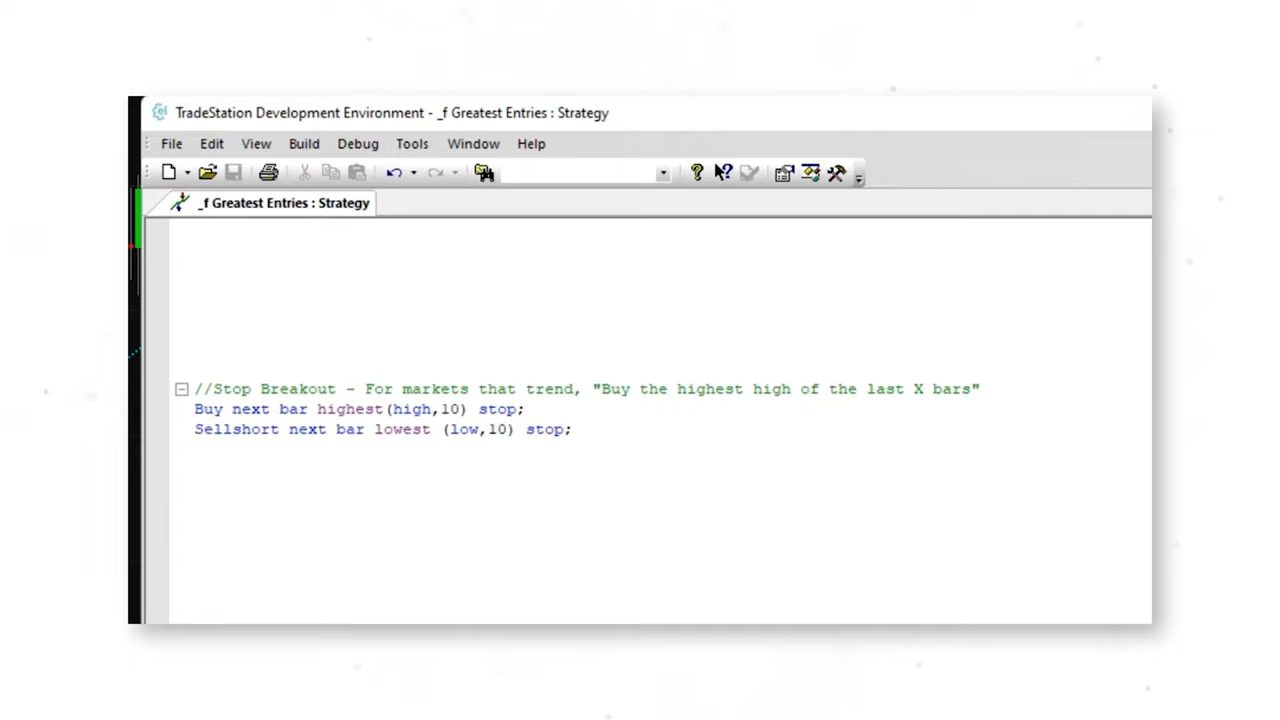 TradeStation Development Environment - _f Greatest Entries : Strategy
File Edit View Build Debug Tools Window Help
_f Greatest Entries : Strategy
//Stop Breakout - For markets that trend, "Buy the highest high of the last X bars"
Buy next bar highest(high,10) stop;
Sellshort next bar lowest (low,10) stop;